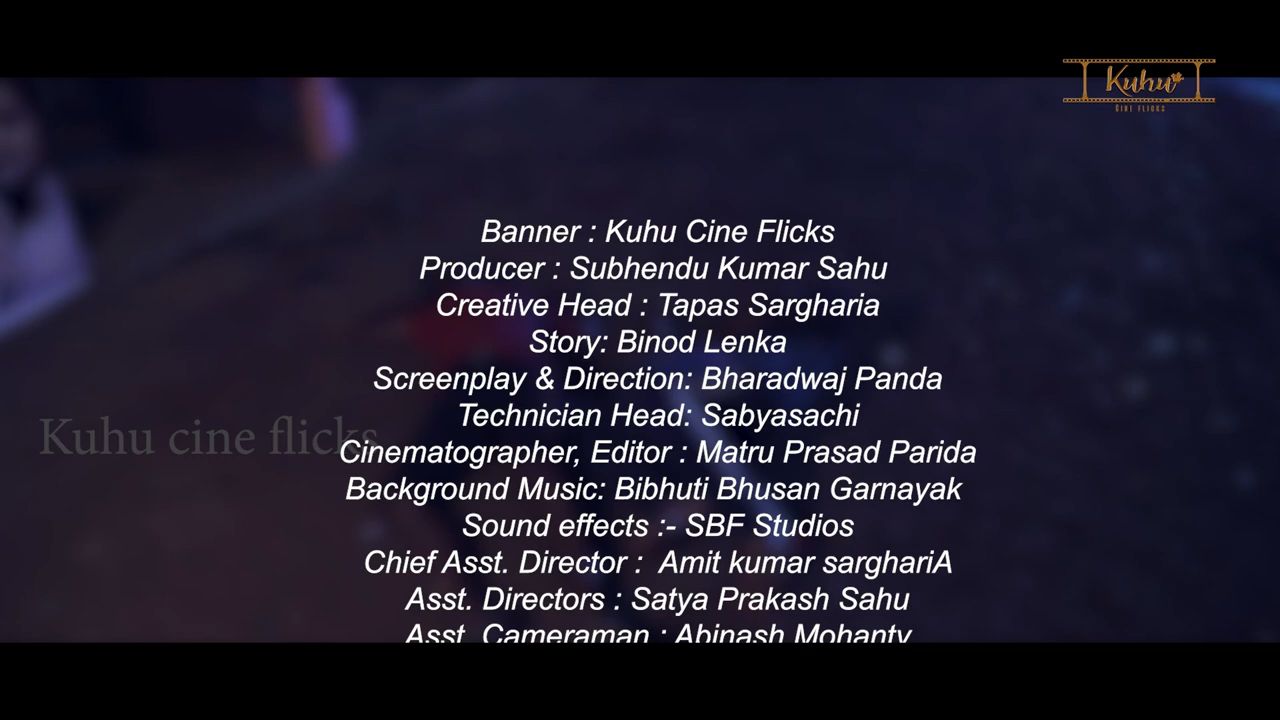 Kuhu
CINE FLICKS
Banner : Kuhu Cine Flicks
Producer : Subhendu Kumar Sahu
Creative Head : Tapas Sargharia
Story: Binod Lenka
Screenplay & Direction: Bharadwaj Panda
Technician Head: Sabyasachi
Kuhu cine flicks
Cinematographer, Editor : Matru Prasad Parida
Background Music: Bibhuti Bhusan Garnayak
Sound effects :- SBF Studios
Chief Asst. Director :  Amit kumar sarghariA
Asst. Directors : Satya Prakash Sahu
Asst. Cameraman : Abinash Mohanty